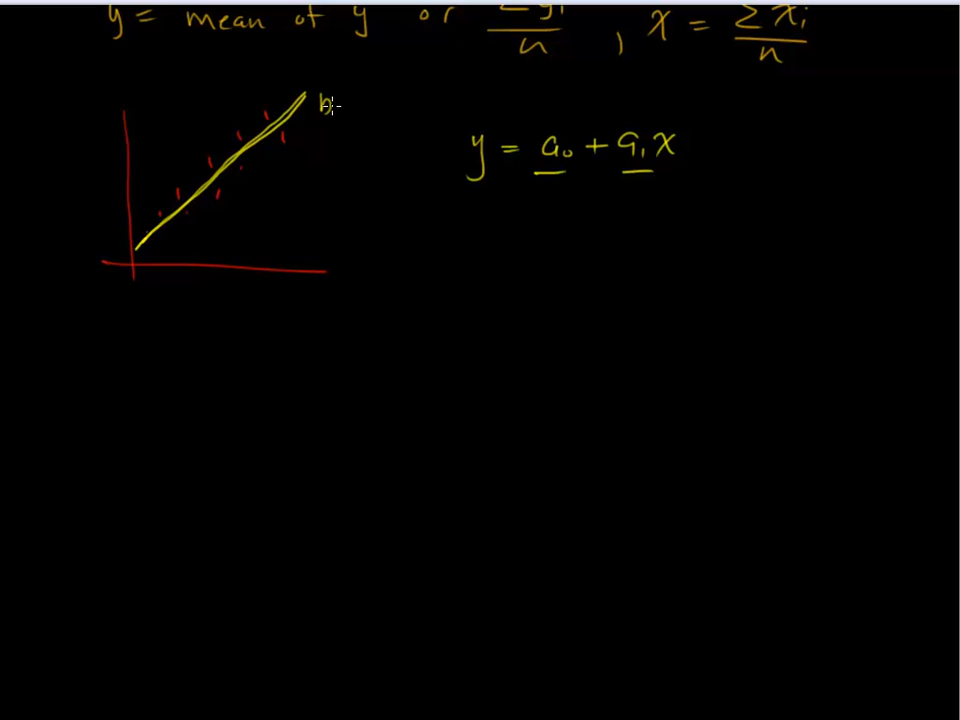 y = mean of y or Σyi/n , x = Σxi/n
b
y = a₀ + a₁x